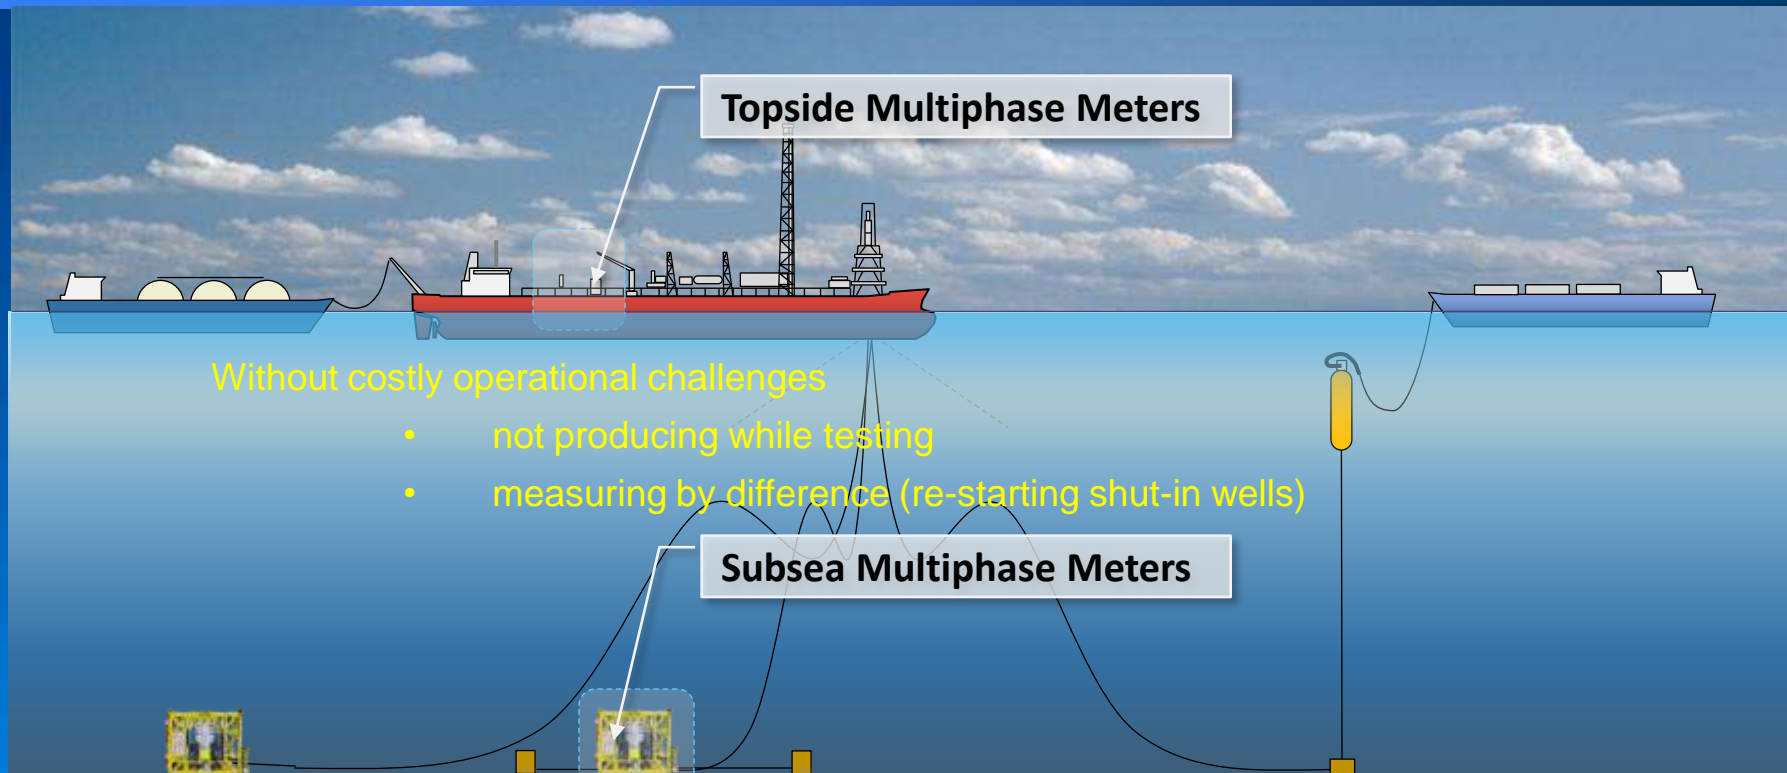 Topside Multiphase Meters
Without costly operational challenges
• not producing while testing
• measuring by difference (re-starting shut-in wells)
Subsea Multiphase Meters